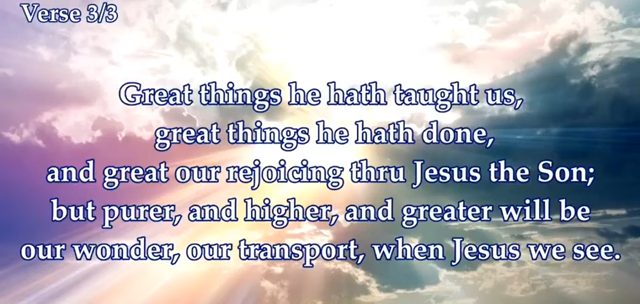 Verse 3/3
Great things he hath taught us,
great things he hath done,
and great our rejoicing thru Jesus the Son;
but purer, and higher, and greater will be
our wonder, our transport, when Jesus we see.